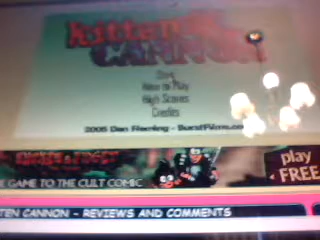 Kitten
CANNON
Start
How to Play
High Scores
Credits
2005 Dan Fleming - BurstFilms.co
play
E GAME TO THE CULT COMIC
FREE
TEN CANNON - REVIEWS AND COMMENTS